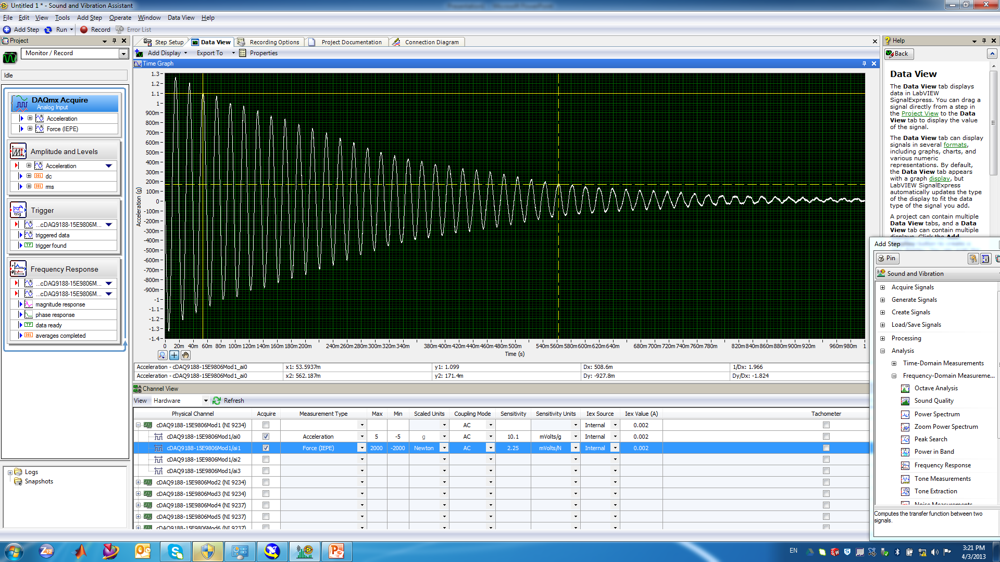 Untitled 1 * - Sound and Vibration Assistant
File Edit View Tools Add Step Operate Window Data View Help
Add Step Run Record Error List
Project
Monitor / Record
Idle
DAQmx Acquire
Analog Input
Acceleration
Force (IEPE)
Amplitude and Levels
Acceleration
dc
rms
Trigger
...cDAQ9188-15E9806M...
triggered data
trigger found
Frequency Response
...cDAQ9188-15E9806M...
...cDAQ9188-15E9806M...
magnitude response
phase response
data ready
averages completed
Logs
Snapshots
Step Setup Data View Recording Options Project Documentation Connection Diagram
Add Display Export To Properties
Time Graph
1.3
1.2
1.1
1
900m
800m
700m
600m
500m
400m
300m
200m
100m
0
-100m
-200m
-300m
-400m
-500m
-600m
-700m
-800m
-900m
-1
-1.1
-1.2
-1.3
-1.4
Acceleration (g)
0 20m 40m 60m 80m 100m 120m 140m 160m 180m 200m 240m 260m 280m 300m 320m 340m 380m 400m 420m 440m 460m 480m 500m 540m 560m 580m 600m 620m 640m 680m 700m 720m 740m 760m 780m 820m 840m 860m 880m 900m 920m 960m 980m 1
Time (s)
Acceleration - cDAQ9188-15E9806Mod1_ai0 x1: 53.5937m y1: 1.099 Dx: 508.6m 1/Dx: 1.966
Acceleration - cDAQ9188-15E9806Mod1_ai0 x2: 562.187m y2: 171.4m Dy: -927.8m Dy/Dx: -1.824
Channel View
View Hardware Refresh
Physical Channel Acquire Measurement Type Max Min Scaled Units Coupling Mode Sensitivity Sensitivity Units Iex Source Iex Value (A) Tachometer
cDAQ9188-15E9806Mod1 (NI 9234) AC Internal 0.002
cDAQ9188-15E9806Mod1/ai0 Acceleration 5 -5 g AC 10.1 mVolts/g Internal 0.002
cDAQ9188-15E9806Mod1/ai1 Force (IEPE) 2000 -2000 Newton AC 2.25 mVolts/N Internal 0.002
cDAQ9188-15E9806Mod1/ai2
cDAQ9188-15E9806Mod1/ai3
cDAQ9188-15E9806Mod2 (NI 9234)
cDAQ9188-15E9806Mod3 (NI 9234)
cDAQ9188-15E9806Mod4 (NI 9237)
cDAQ9188-15E9806Mod5 (NI 9237)
cDAQ9188-15E9806Mod6 (NI 9237)
Help
Back
Data View
The Data View tab displays
data in LabVIEW
SignalExpress. You can drag a
signal directly from a step in
the Project View to the Data
View tab to display the value
of the signal.
The Data View tab can display
signals in several formats,
including graphs, charts, and
various numeric
representations. By default,
the Data View tab appears
with a graph display, but
LabVIEW SignalExpress
automatically updates the type
of the display to fit the data
type of the signal you add.
A project can contain multiple
Data View tabs, and a Data
View tab can contain multiple
displays. Click the Add
Add Step
Pin
Sound and Vibration
Acquire Signals
Generate Signals
Create Signals
Load/Save Signals
Processing
Analysis
Time-Domain Measurements
Frequency-Domain Measureme...
Octave Analysis
Sound Quality
Power Spectrum
Zoom Power Spectrum
Peak Search
Power in Band
Frequency Response
Tone Measurements
Tone Extraction
Noise Measurements
Computes the transfer function between two
signals.
EN
3:21 PM
4/3/2013